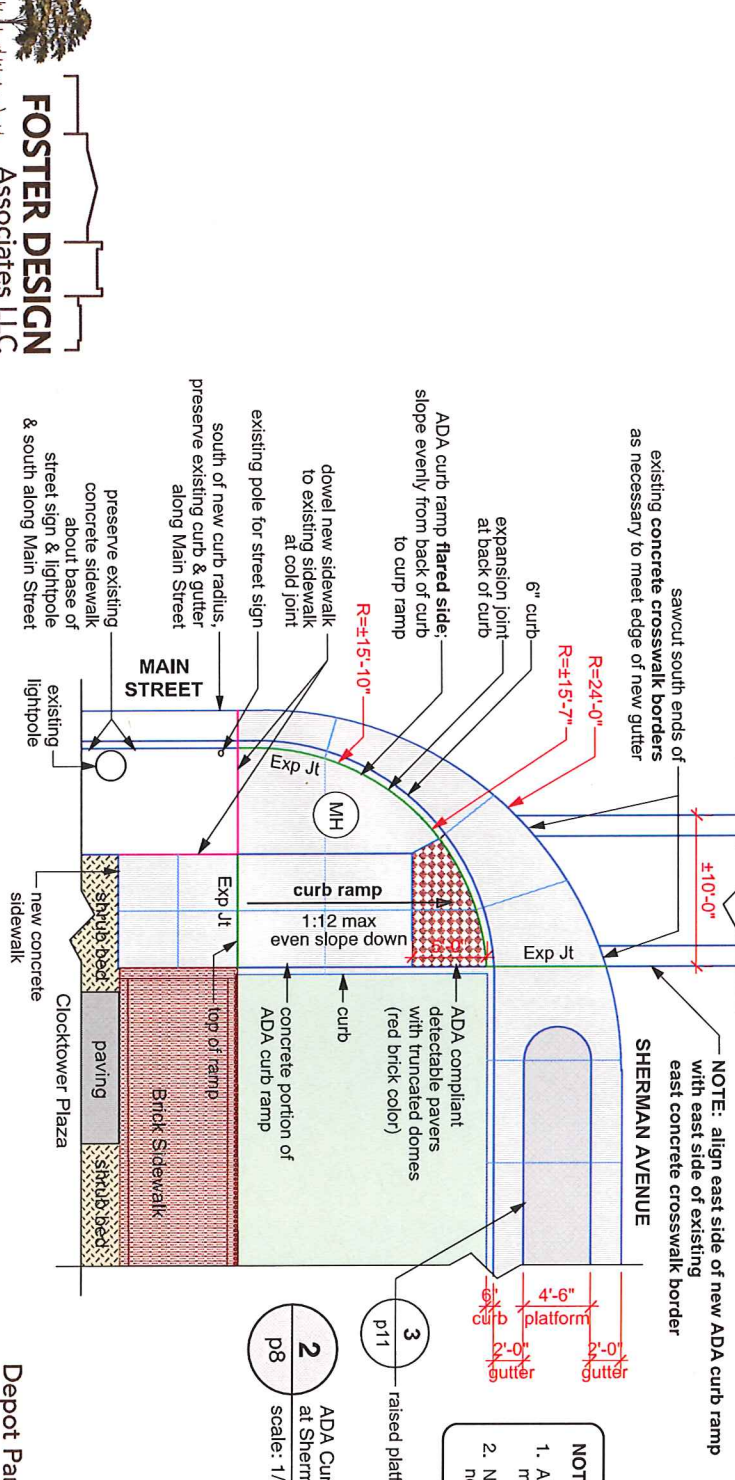 FOSTER DESIGN
Associates LLC
sawcut south ends of
existing concrete crosswalk borders
as necessary to meet edge of new gutter
NOTE: align east side of new ADA curb ramp
with east side of existing
east concrete crosswalk border
±10'-0"
R=24'-0"
R=±15'-7"
6" curb
expansion joint
at back of curb
ADA curb ramp flared side;
slope evenly from back of curb
to curp ramp
R=±15'-10"
dowel new sidewalk
to existing sidewalk
at cold joint
existing pole for street sign
south of new curb radius,
preserve existing curb & gutter
along Main Street
preserve existing
concrete sidewalk
about base of
street sign & lightpole
& south along Main Street
MAIN
STREET
existing
lightpole
SHERMAN AVENUE
Exp Jt
MH
Exp Jt
Exp Jt
curb ramp
1:12 max
even slope down
ADA compliant
detectable pavers
with truncated domes
(red brick color)
curb
concrete portion of
ADA curb ramp
top of ramp
Brick Sidewalk
shrub bed
paving
shrub bed
new concrete
sidewalk
Clocktower Plaza
2'-0"
gutter
4'-6"
platform
6"
curb
2'-0"
gutter
3
p11
raised platf
2
p8
ADA Cur
at Sherm
scale: 1/
NOT
1. A
m
2. N
ne
Depot Par